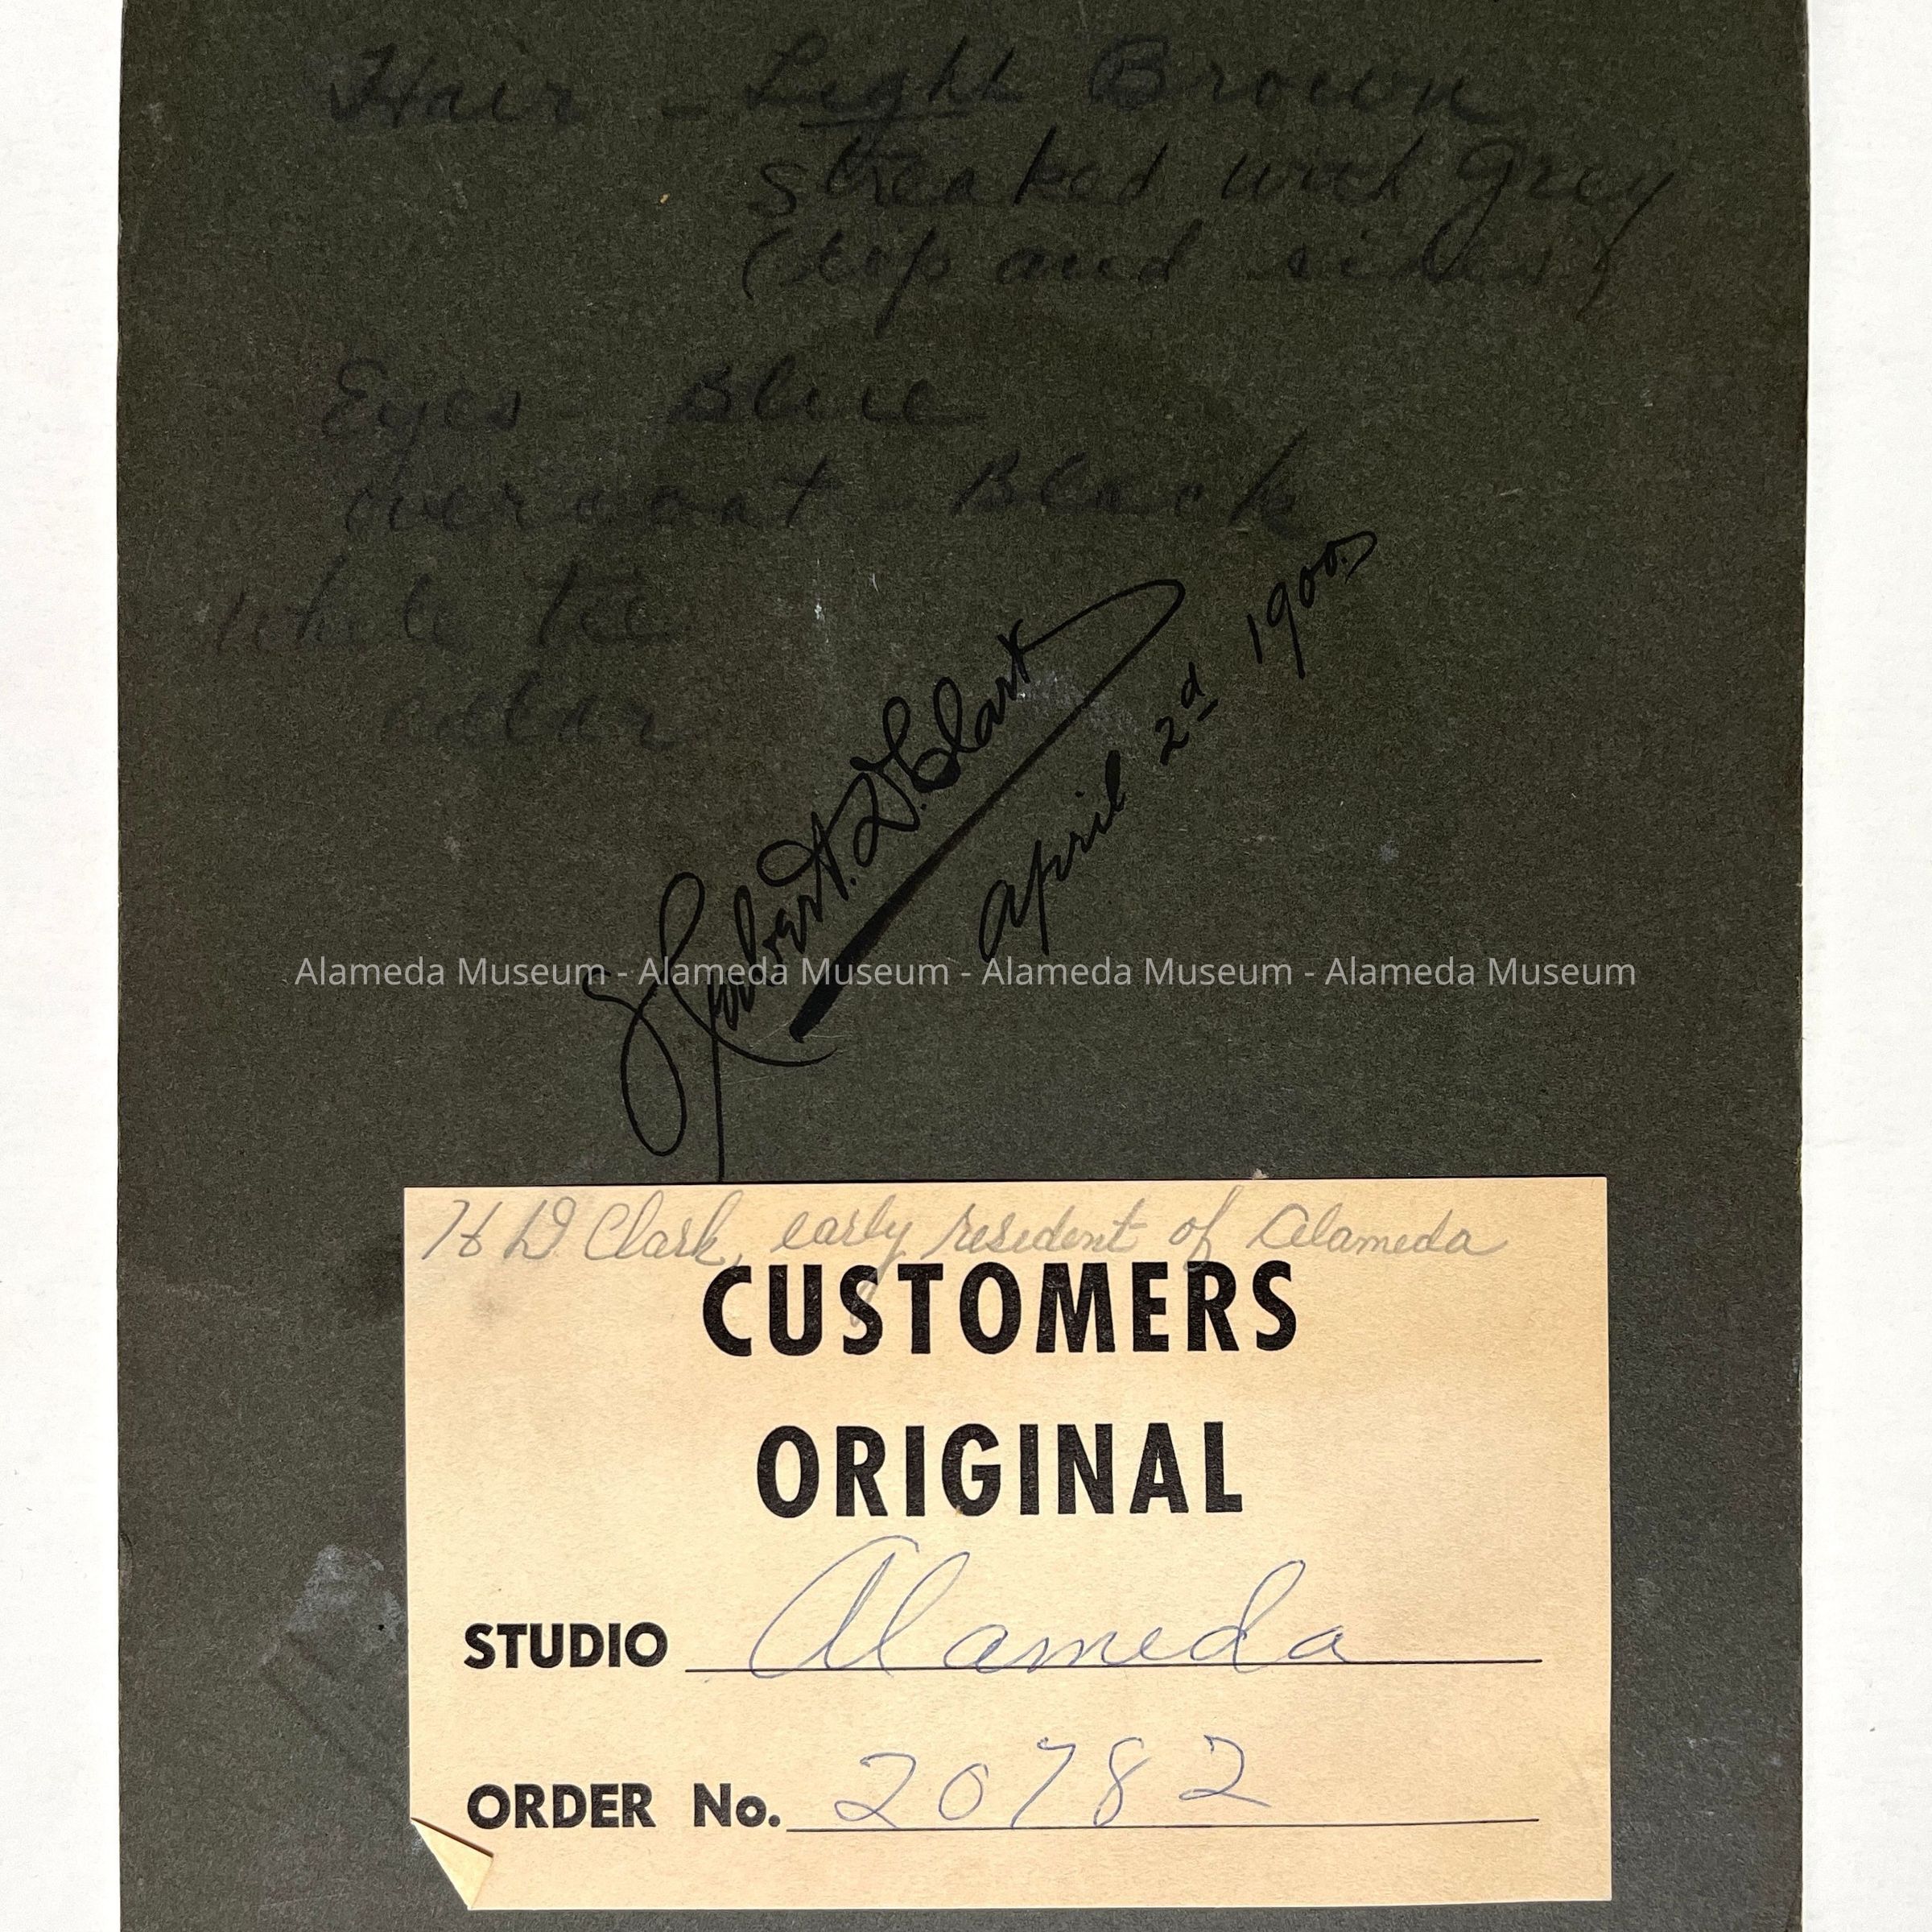 Hair - Light Brown
streaked with grey
(top and sides)
Eyes - Blue
overcoat - Black
White tie
collar
Herbert. D. Clark
April 2d 1900.
Alameda Museum - Alameda Museum - Alameda Museum - Alameda Museum
H D Clark, early resident of Alameda
CUSTOMERS
ORIGINAL
STUDIO Alameda
ORDER No. 20782